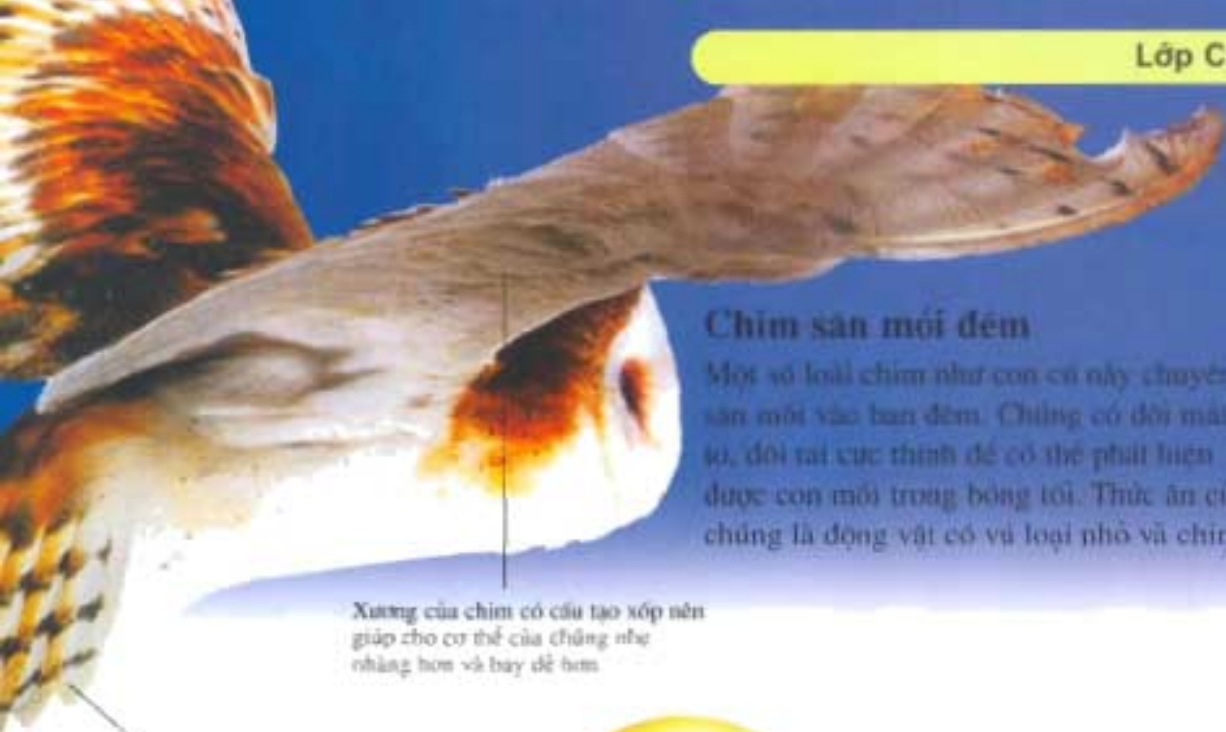 Lớp C
Chim săn mồi đêm
Một số loài chim như con cú này chuyên
săn mồi vào ban đêm. Chúng có đôi mắt
to, đôi tai cực thính để có thể phát hiện
được con mồi trong bóng tối. Thức ăn c
chúng là động vật có vú loại nhỏ và chim
Xương của chim có cấu tạo xốp nên
giúp cho cơ thể của chúng nhẹ
nhàng hơn và bay dễ hơn